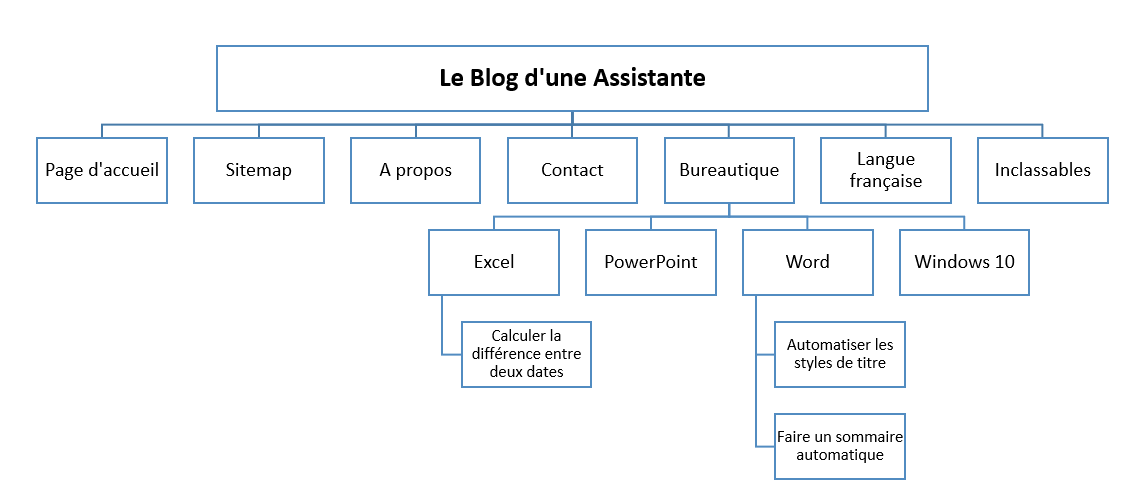 Le Blog d'une Assistante
Page d'accueil
Sitemap
A propos
Contact
Bureautique
Langue
française
Inclassables
Excel
PowerPoint
Word
Windows 10
Calculer la
différence entre
deux dates
Automatiser les
styles de titre
Faire un sommaire
automatique